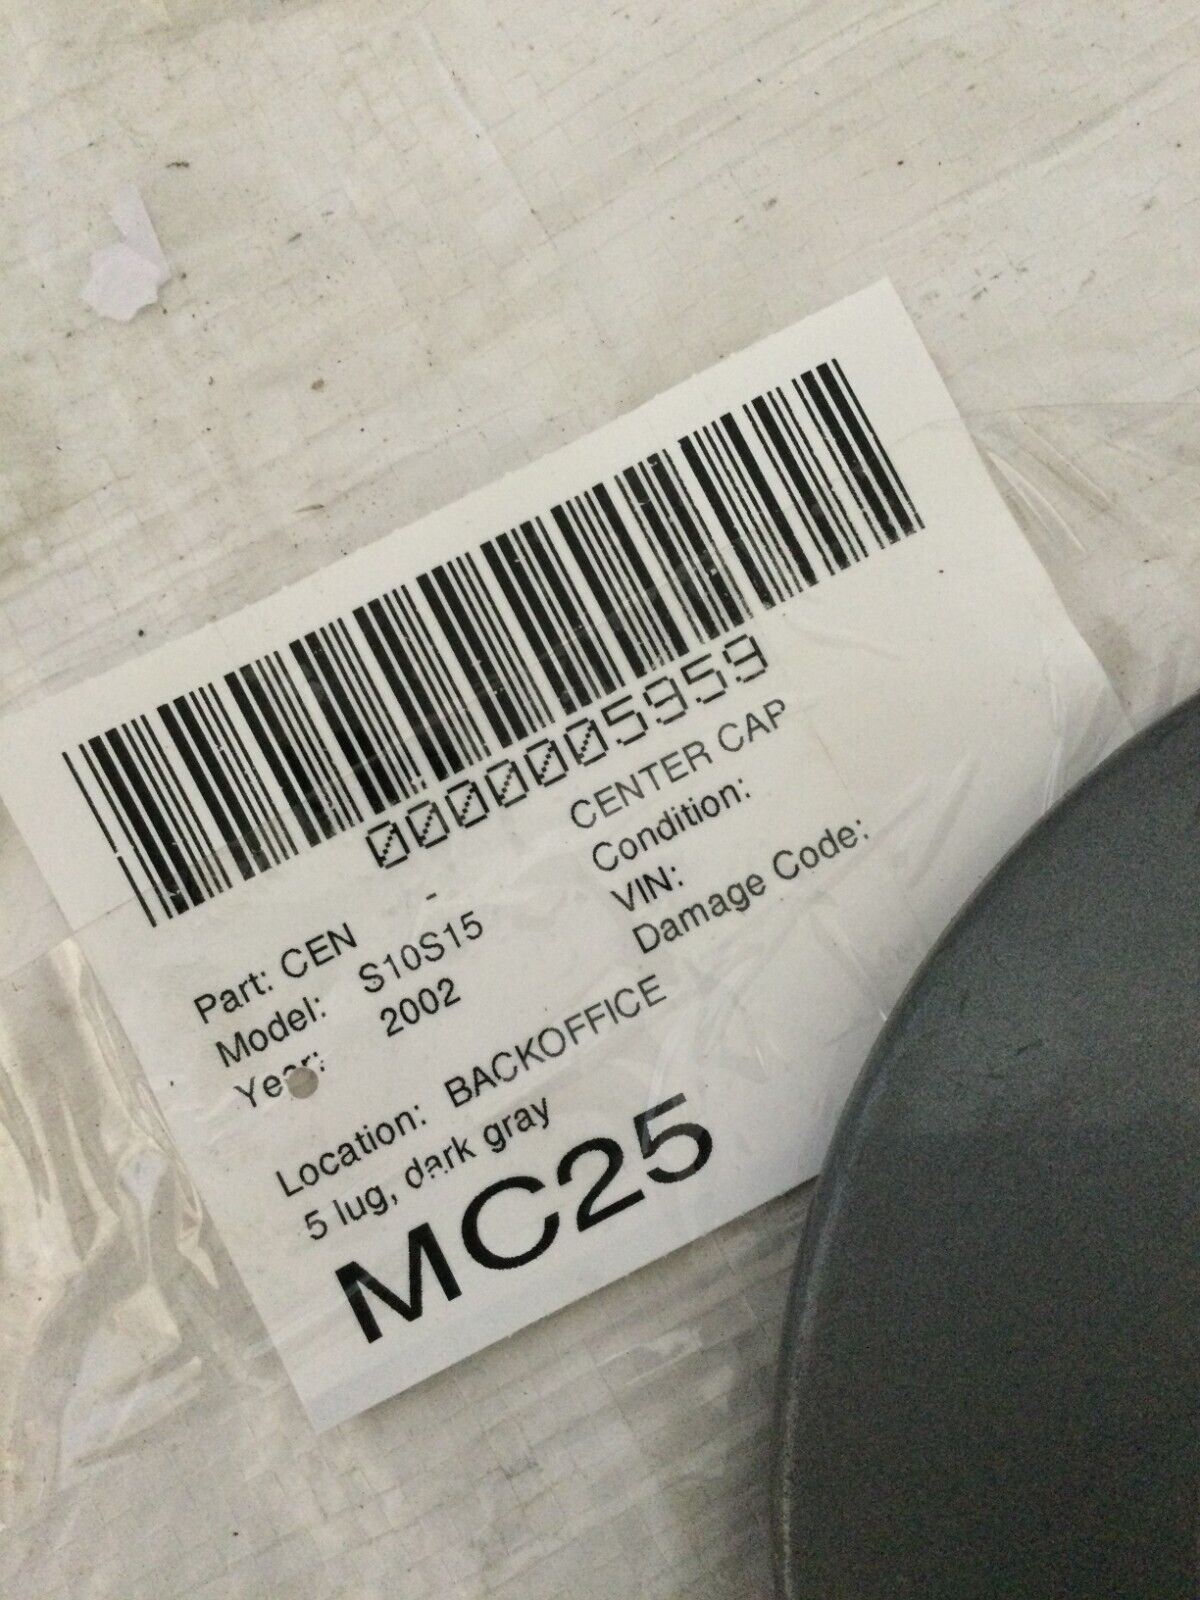 0000005959
Part: CEN - CENTER CAP
Model: S10S15 Condition:
Year: 2002 VIN:
Damage Code:
Location: BACKOFFICE
5 lug, dark gray
MC25